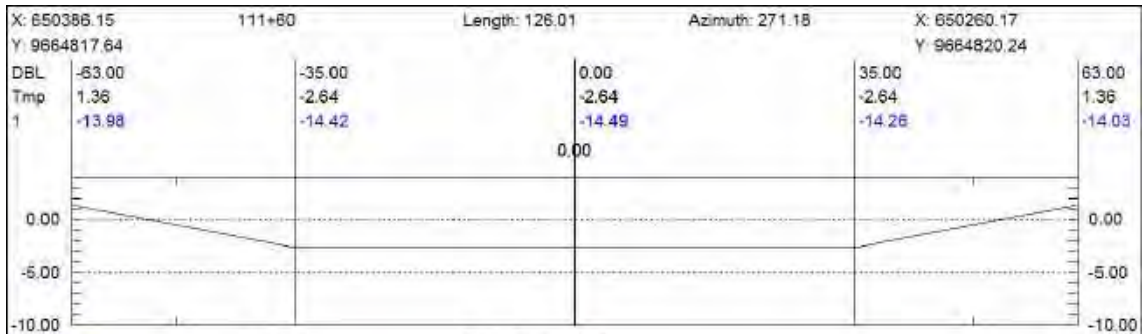 X: 650386.15 111+60 Length: 126.01 Azimuth: 271.18 X: 650260.17
Y: 9664817.64 Y: 9664820.24
DBL -63.00 -35.00 0.00 35.00 63.00
Tmp 1.36 -2.64 -2.64 -2.64 1.36
1 -13.98 -14.42 -14.49 -14.26 -14.03
0.00
0.00 0.00
-5.00 -5.00
-10.00 -10.00